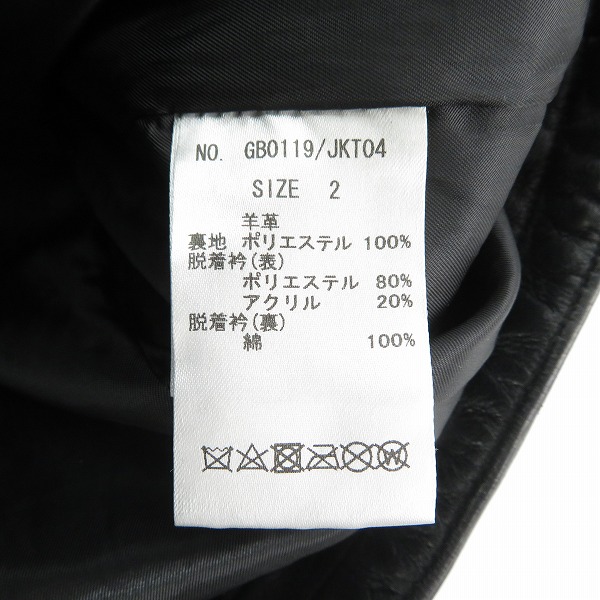 NO. GB0119/JKT04
SIZE 2
羊革
裏地 ポリエステル 100%
脱着衿(表)
ポリエステル 80%
アクリル 20%
脱着衿(裏)
綿 100%
W